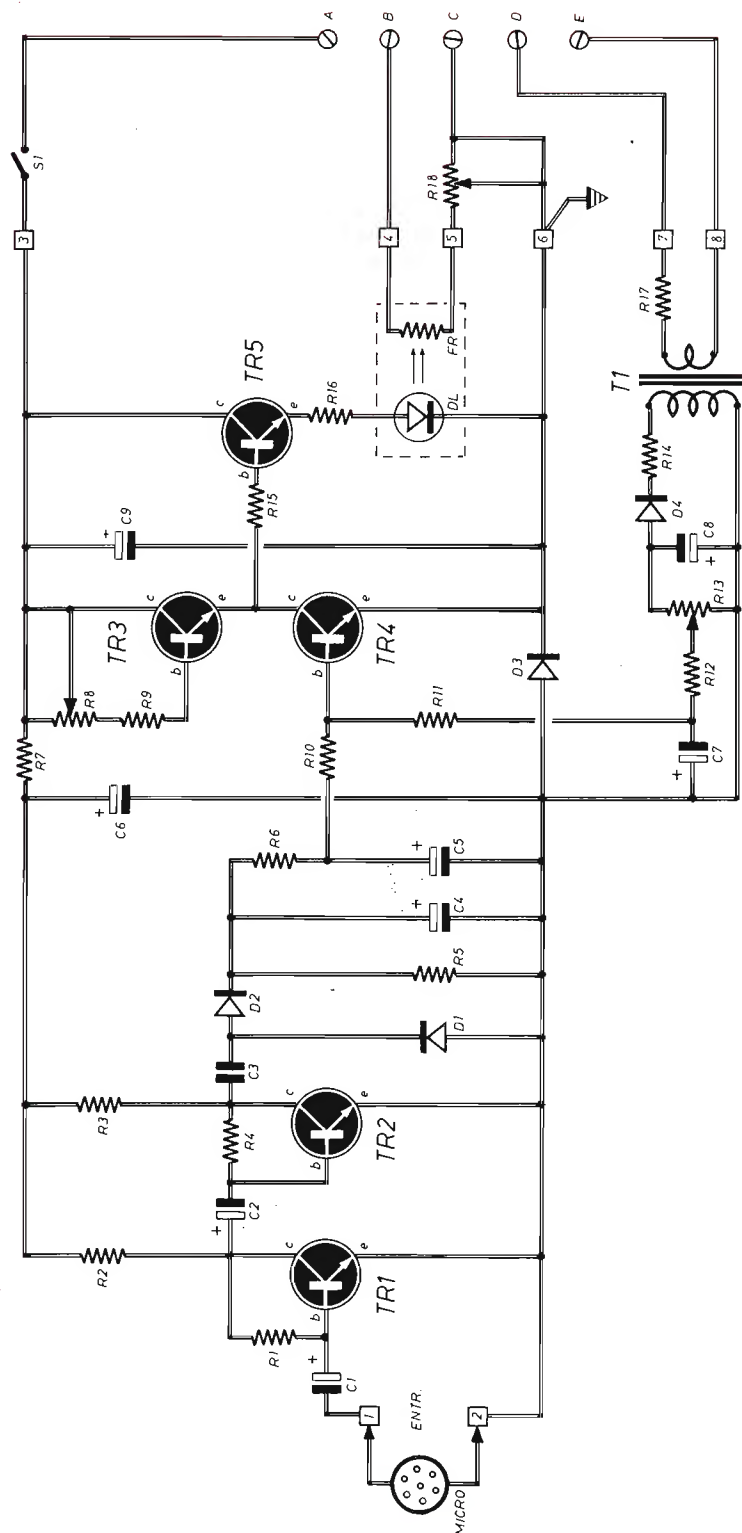 MICRO
ENTR.
1
2
C1
+
R1
R2
TR1
b
c
e
C2
+
R4
R3
TR2
b
c
e
C3
D2
D1
R5
C4
+
C5
+
R6
R10
C6
+
R7
R8
R9
TR3
b
c
e
TR4
b
c
e
R11
D3
C7
+
R12
R13
C8
+
D4
R14
T1
R17
C9
+
R15
TR5
b
c
e
R16
DL
FR
R18
S1
3
4
5
6
7
8
A
B
C
D
E